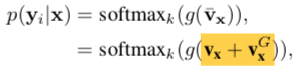 p(y_i|x) = softmax_k(g(v̄_x)),
= softmax_k(g(v_x + v_x^G)),